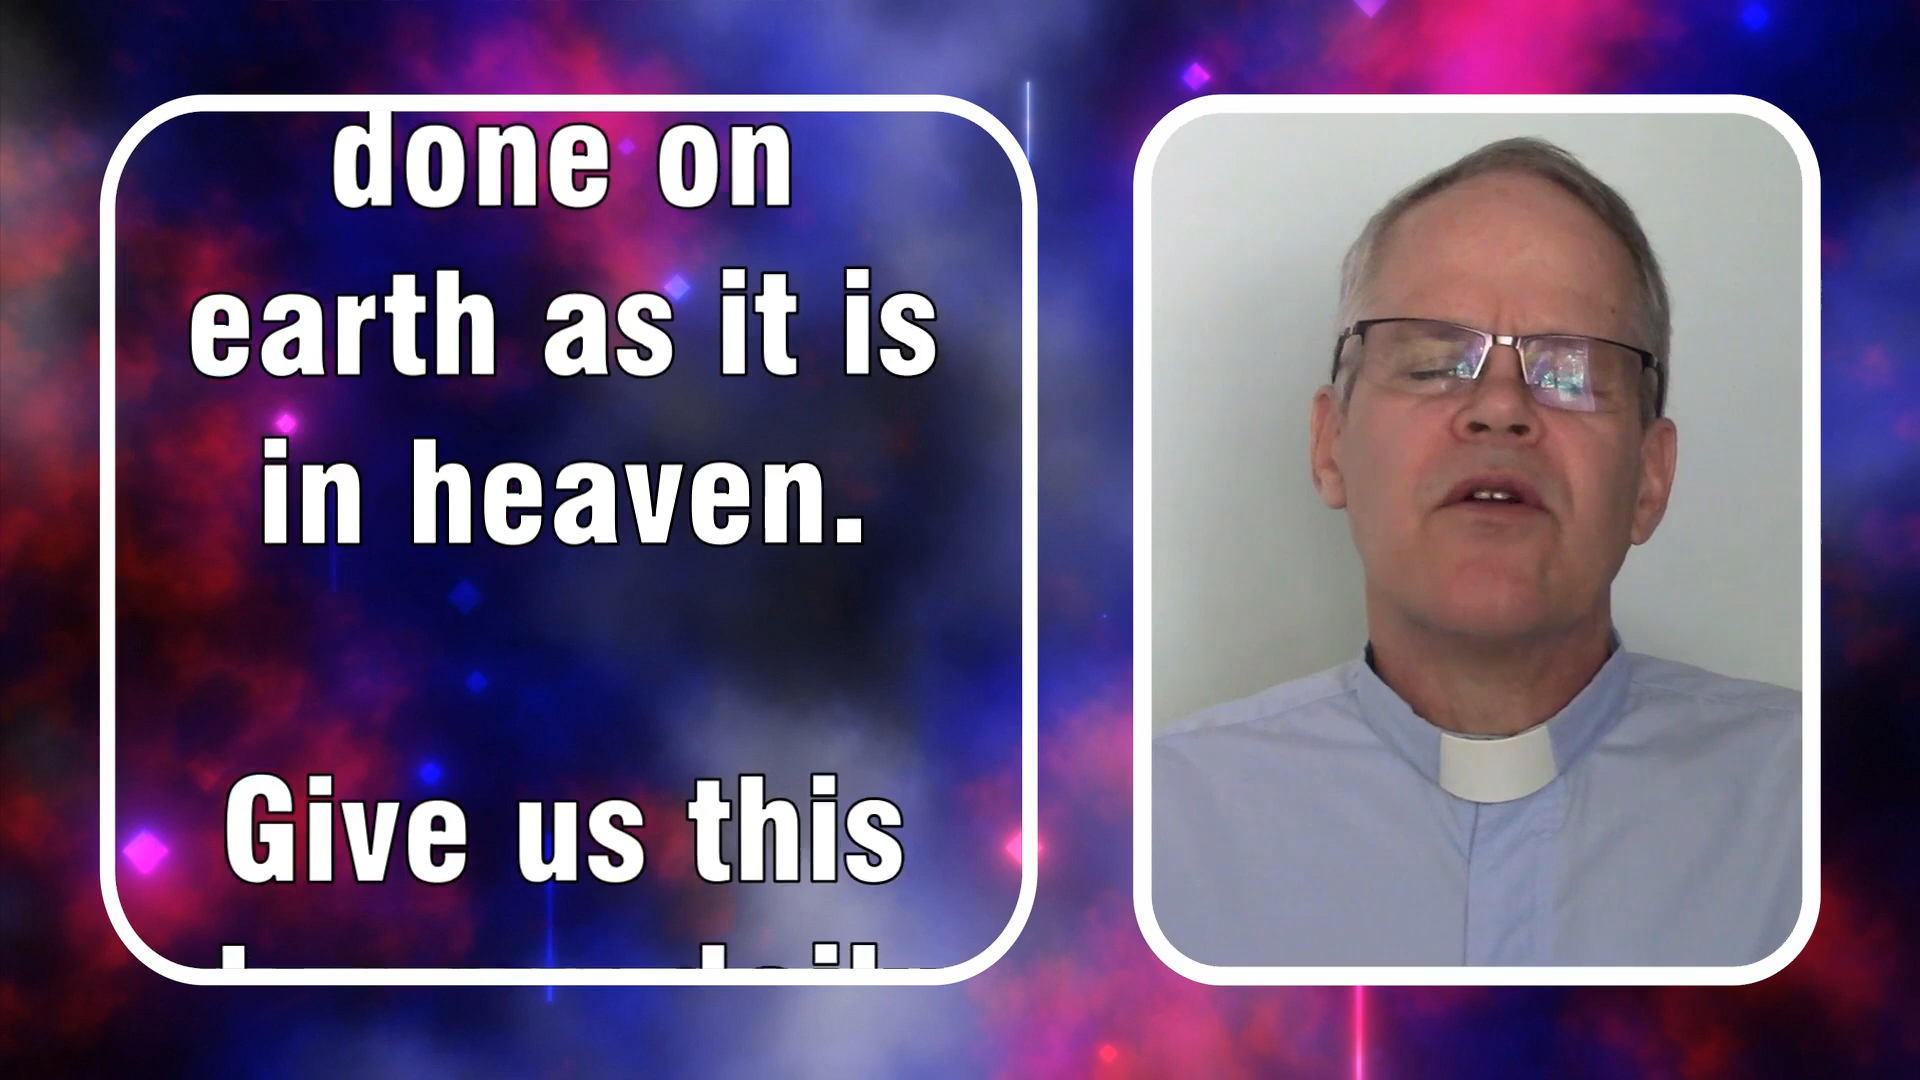 done on
earth as it is
in heaven.
Give us this